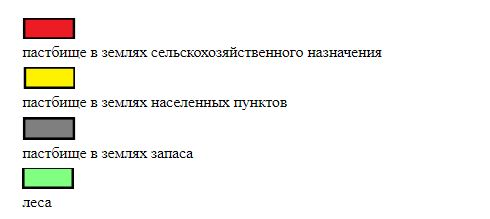 пастбище в землях сельскохозяйственного назначения
пастбище в землях населенных пунктов
пастбище в землях запаса
леса